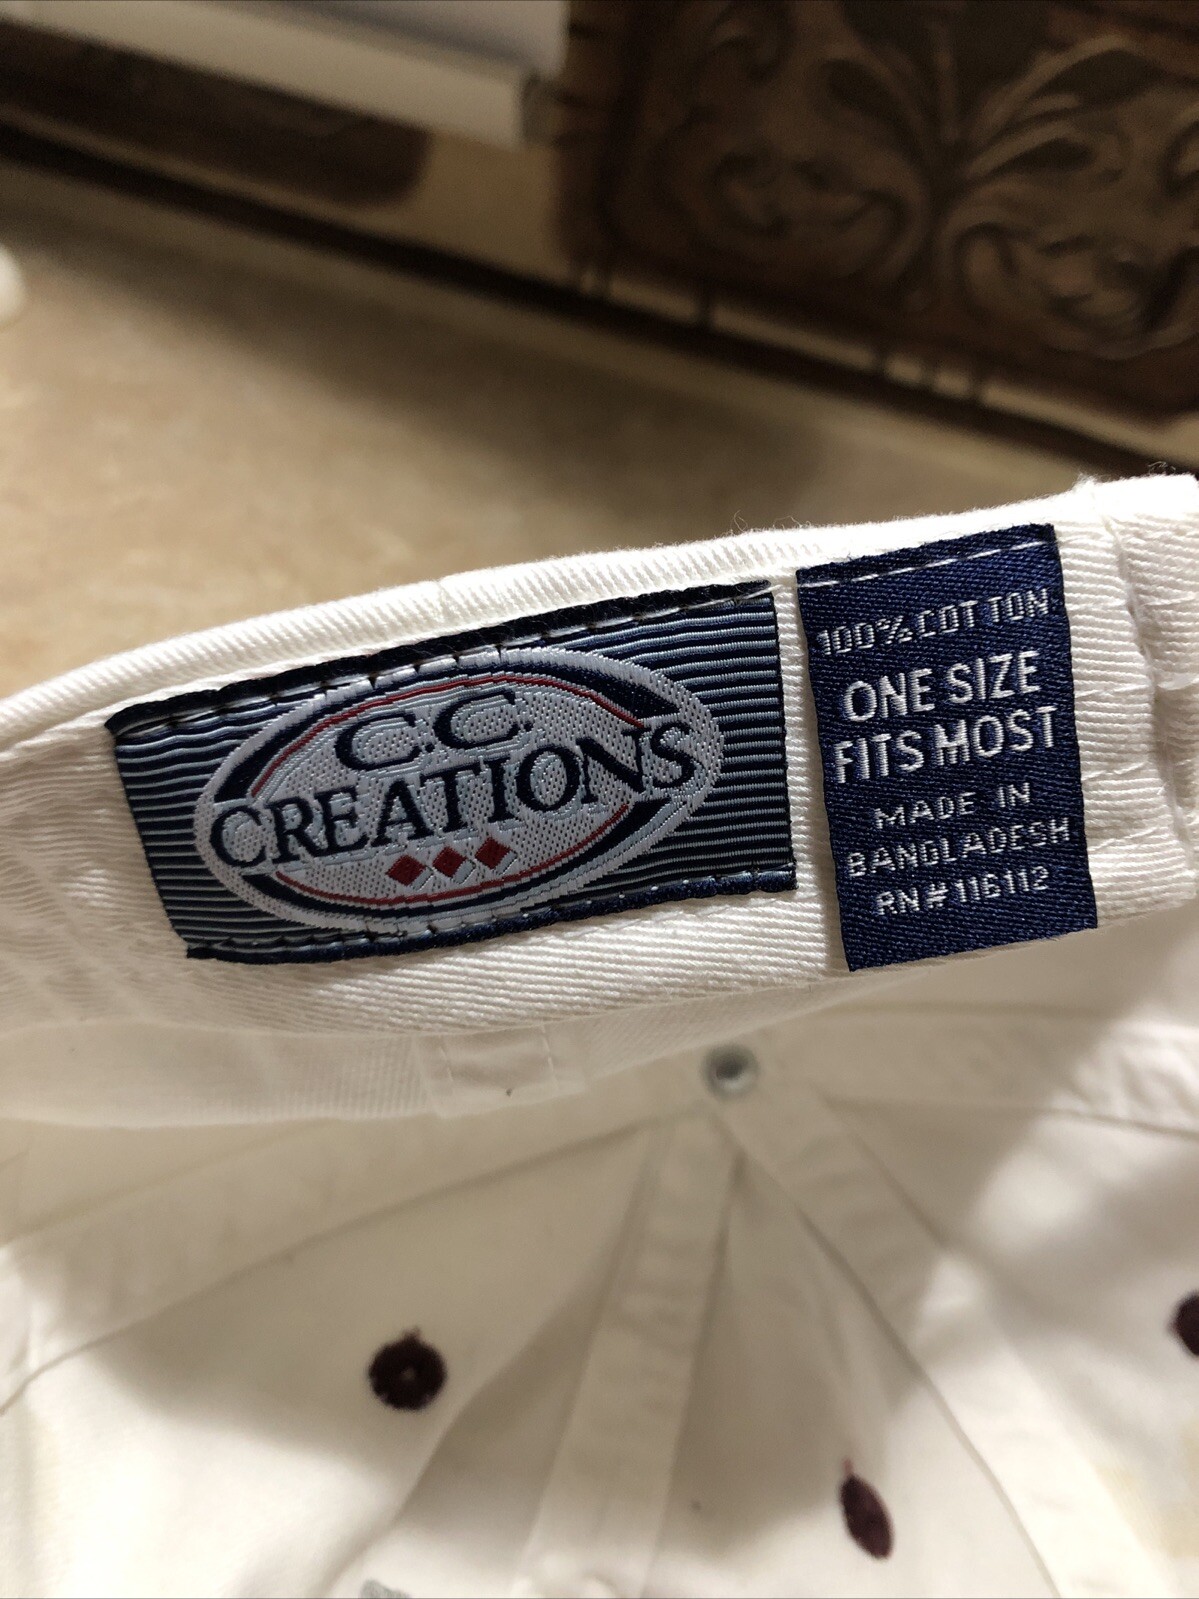 C.C.
CREATIONS
100% COTTON
ONE SIZE
FITS MOST
MADE IN
BANGLADESH
RN# 116112